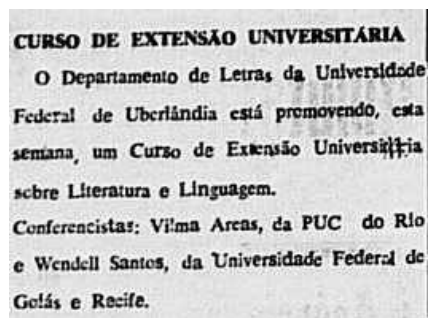 CURSO DE EXTENSÃO UNIVERSITARIA
O Departamento de Letras da Universidade
Federal de Uberlândia está promovendo, esta
semana, um Curso de Extensão Universitária
sobre Literatura e Linguagem.
Conferencistas: Vilma Areas, da PUC do Rio
e Wendell Santos, da Universidade Federal de
Goiás e Recife.